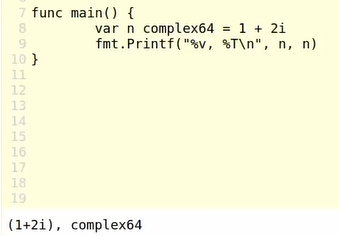 7 func main() {
8 var n complex64 = 1 + 2i
9 fmt.Printf("%v, %T\n", n, n)
10 }
11
12
13
14
15
16
17
18
19
(1+2i), complex64